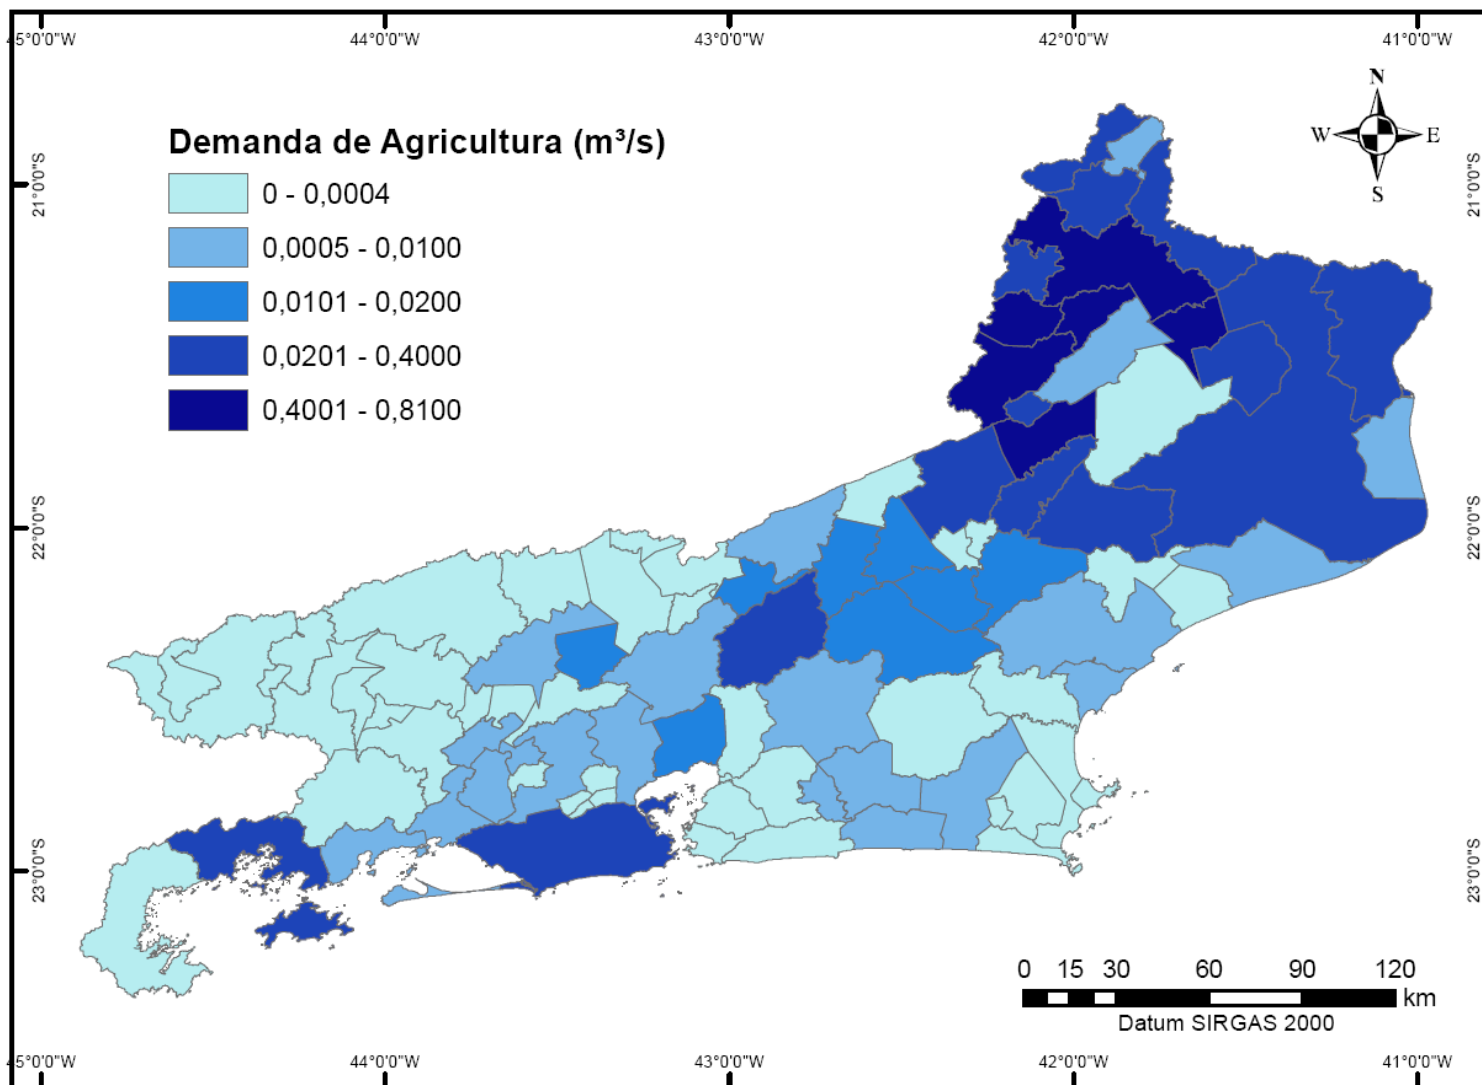 45°0'0"W 44°0'0"W 43°0'0"W 42°0'0"W 41°0'0"W
N
W E
S
Demanda de Agricultura (m³/s)
0 - 0,0004
0,0005 - 0,0100
0,0101 - 0,0200
0,0201 - 0,4000
0,4001 - 0,8100
21°0'0"S 21°0'0"S
22°0'0"S 22°0'0"S
23°0'0"S 23°0'0"S
0 15 30 60 90 120
km
Datum SIRGAS 2000
45°0'0"W 44°0'0"W 43°0'0"W 42°0'0"W 41°0'0"W